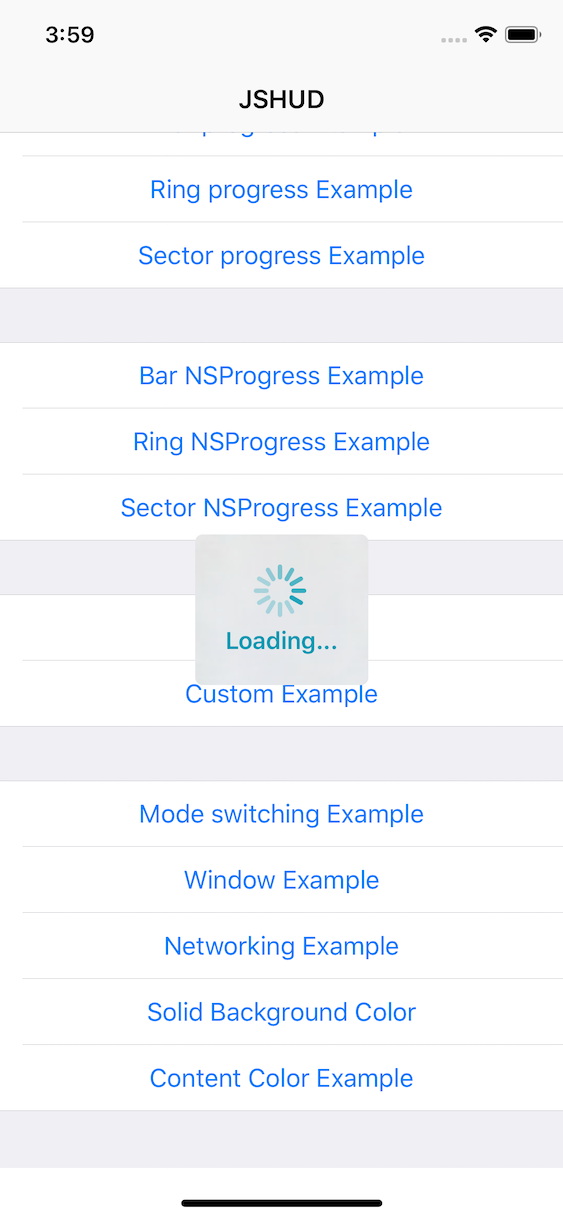 3:59
JSHUD
Ring progress Example
Sector progress Example
Bar NSProgress Example
Ring NSProgress Example
Sector NSProgress Example
Loading...
Custom Example
Mode switching Example
Window Example
Networking Example
Solid Background Color
Content Color Example